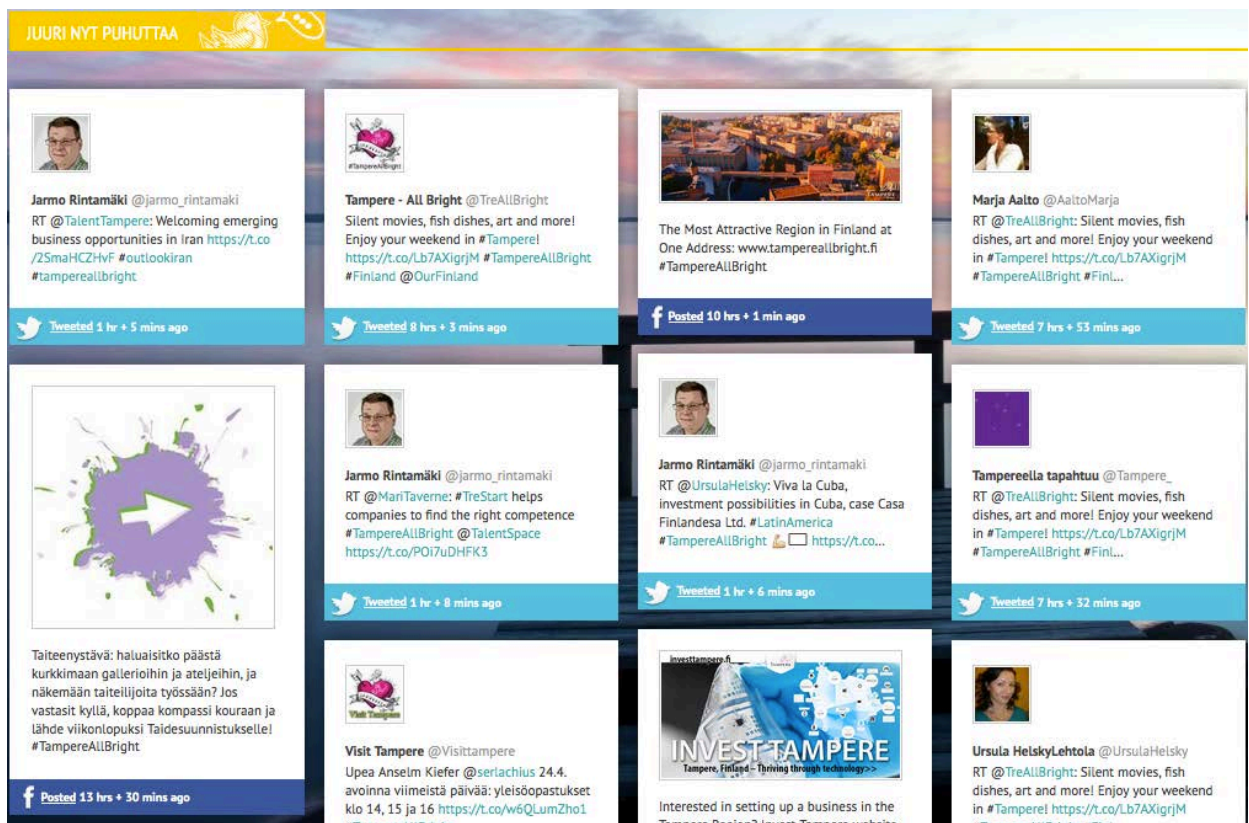 JUURI NYT PUHUTTAA
Jarmo Rintamäki @jarmo_rintamaki
RT @TalentTampere: Welcoming emerging
business opportunities in Iran https://t.co
/2SmaHCZHvF #outlookiran
#tampereallbright
Tweeted 1 hr + 5 mins ago
#TampereAllBright
Tampere - All Bright @TreAllBright
Silent movies, fish dishes, art and more!
Enjoy your weekend in #Tampere!
https://t.co/Lb7AXigrjM #TampereAllBright
#Finland @OurFinland
Tweeted 8 hrs + 3 mins ago
The Most Attractive Region in Finland at
One Address: www.tampereallbright.fi
#TampereAllBright
Posted 10 hrs + 1 min ago
Marja Aalto @AaltoMarja
RT @TreAllBright: Silent movies, fish
dishes, art and more! Enjoy your weekend
in #Tampere! https://t.co/Lb7AXigrjM
#TampereAllBright #Finl...
Tweeted 7 hrs + 53 mins ago
Taiteenystävä: haluaisitko päästä
kurkkimaan gallerioihin ja ateljeihin, ja
näkemään taiteilijoita työssään? Jos
vastasit kyllä, koppaa kompassi kouraan ja
lähde viikonlopuksi Taidesuunnistukselle!
#TampereAllBright
Posted 13 hrs + 30 mins ago
Jarmo Rintamäki @jarmo_rintamaki
RT @MariTaverne: #TreStart helps
companies to find the right competence
#TampereAllBright @TalentSpace
https://t.co/POi7uDHFK3
Tweeted 1 hr + 8 mins ago
Jarmo Rintamäki @jarmo_rintamaki
RT @UrsulaHelsky: Viva la Cuba,
investment possibilities in Cuba, case Casa
Finlandesa Ltd. #LatinAmerica
#TampereAllBright 💪🏼 https://t.co...
Tweeted 1 hr + 6 mins ago
Tampereella tapahtuu @Tampere_
RT @TreAllBright: Silent movies, fish
dishes, art and more! Enjoy your weekend
in #Tampere! https://t.co/Lb7AXigrjM
#TampereAllBright #Finl...
Tweeted 7 hrs + 32 mins ago
Visit Tampere
Visit Tampere @Visittampere
Upea Anselm Kiefer @serlachius 24.4.
avoinna viimeistä päivää: yleisöopastukset
klo 14, 15 ja 16 https://t.co/w6QLumZho1
investtampere.fi
INVEST TAMPERE
Tampere, Finland – Thriving through technology>>
Interested in setting up a business in the
Tampere Region? Invest Tampere website
Ursula HelskyLehtola @UrsulaHelsky
RT @TreAllBright: Silent movies, fish
dishes, art and more! Enjoy your weekend
in #Tampere! https://t.co/Lb7AXigrjM